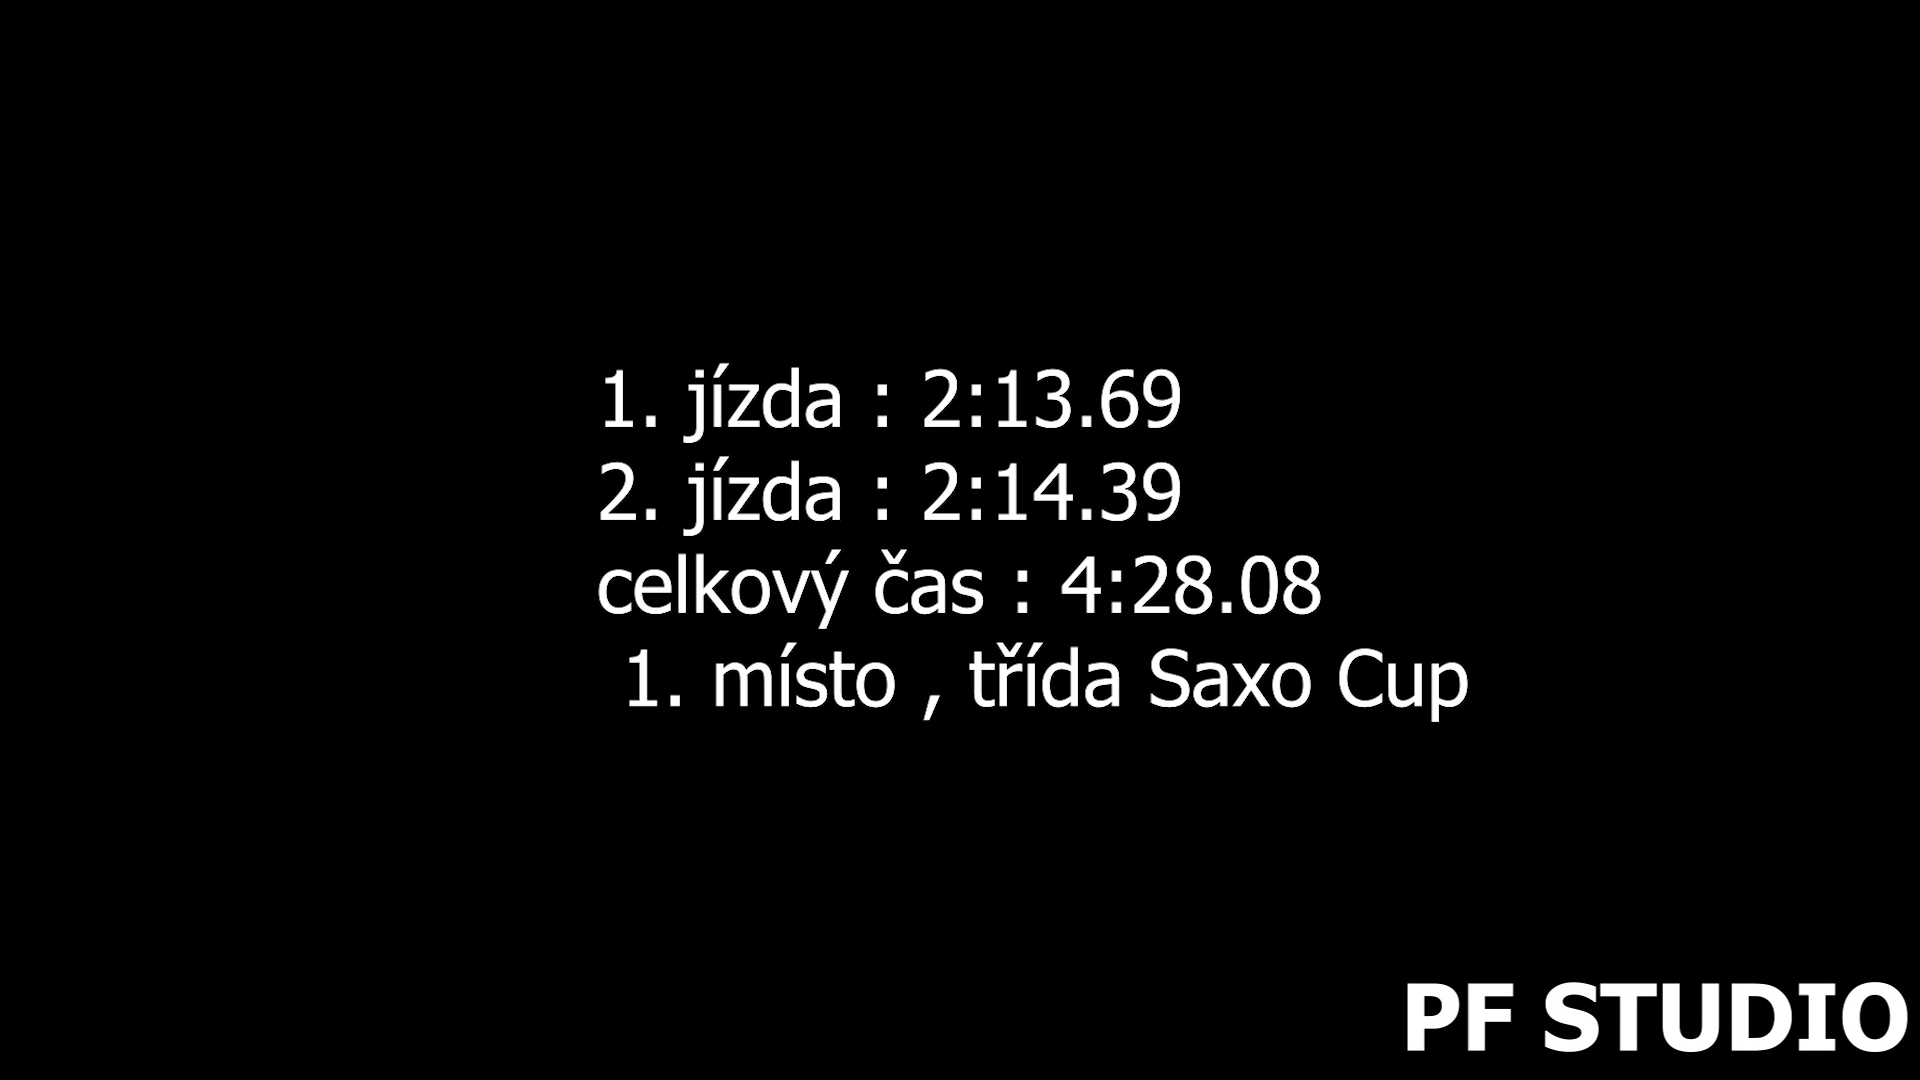 1. jízda : 2:13.69
2. jízda : 2:14.39
celkový čas : 4:28.08
1. místo , třída Saxo Cup
PF STUDIO